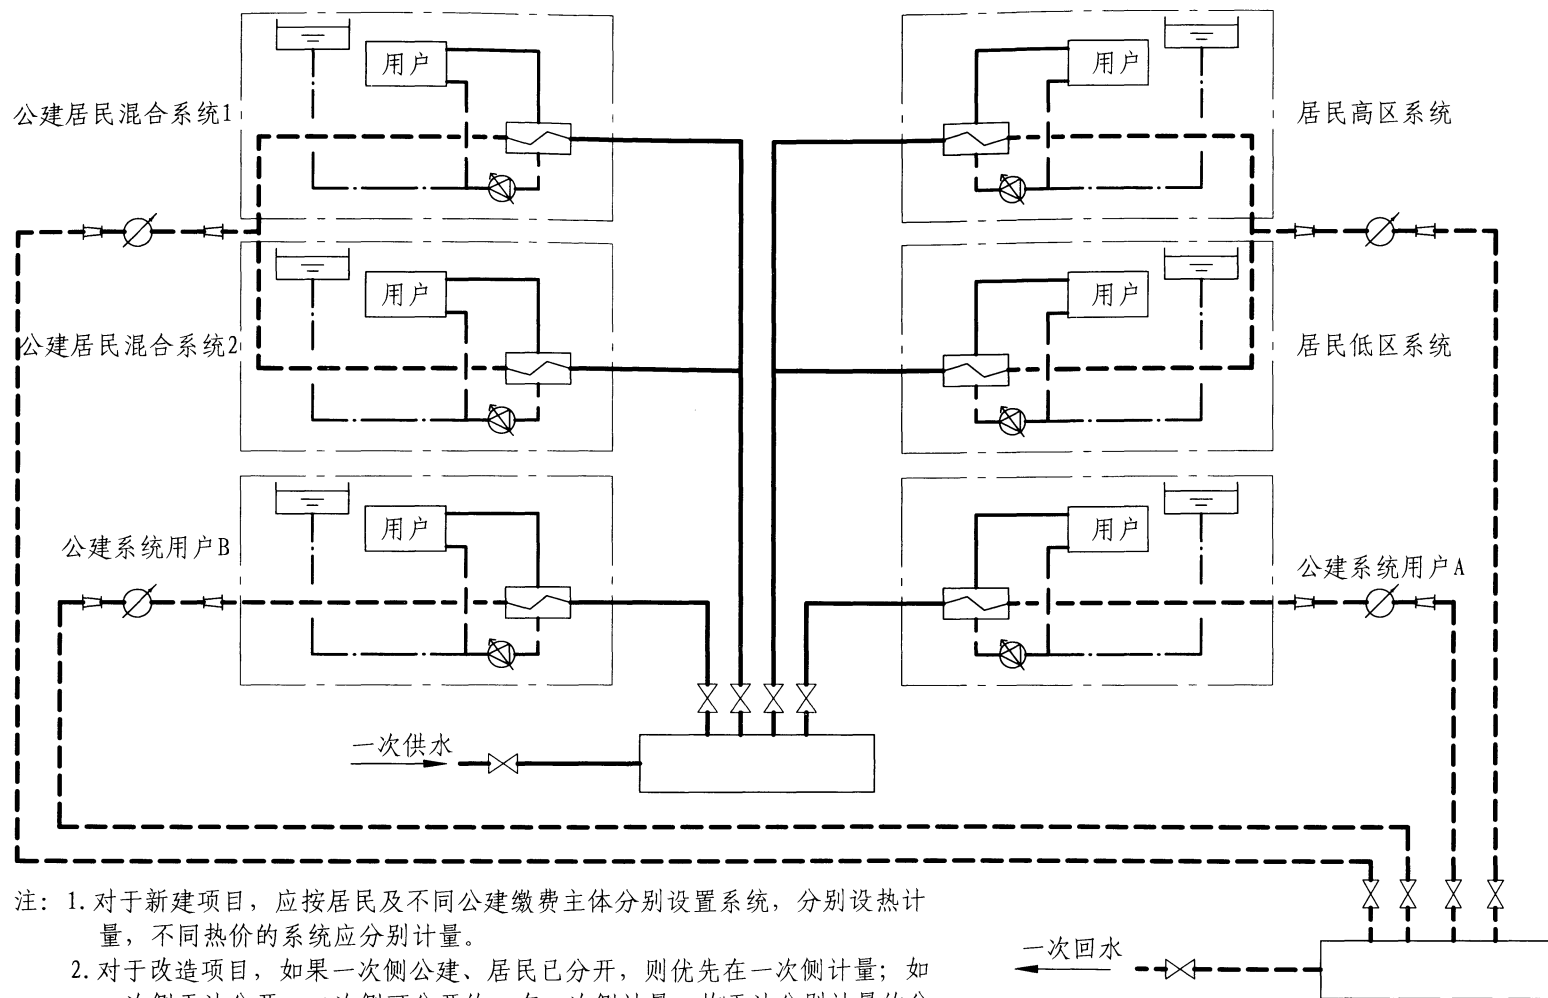 用户
用户
公建居民混合系统1
居民高区系统
用户
用户
公建居民混合系统2
居民低区系统
用户
用户
公建系统用户B
公建系统用户A
一次供水
注：1.对于新建项目，应按居民及不同公建缴费主体分别设置系统，分别设热计
量，不同热价的系统应分别计量。
一次回水
2.对于改造项目，如果一次侧公建、居民已分开，则优先在一次侧计量；如